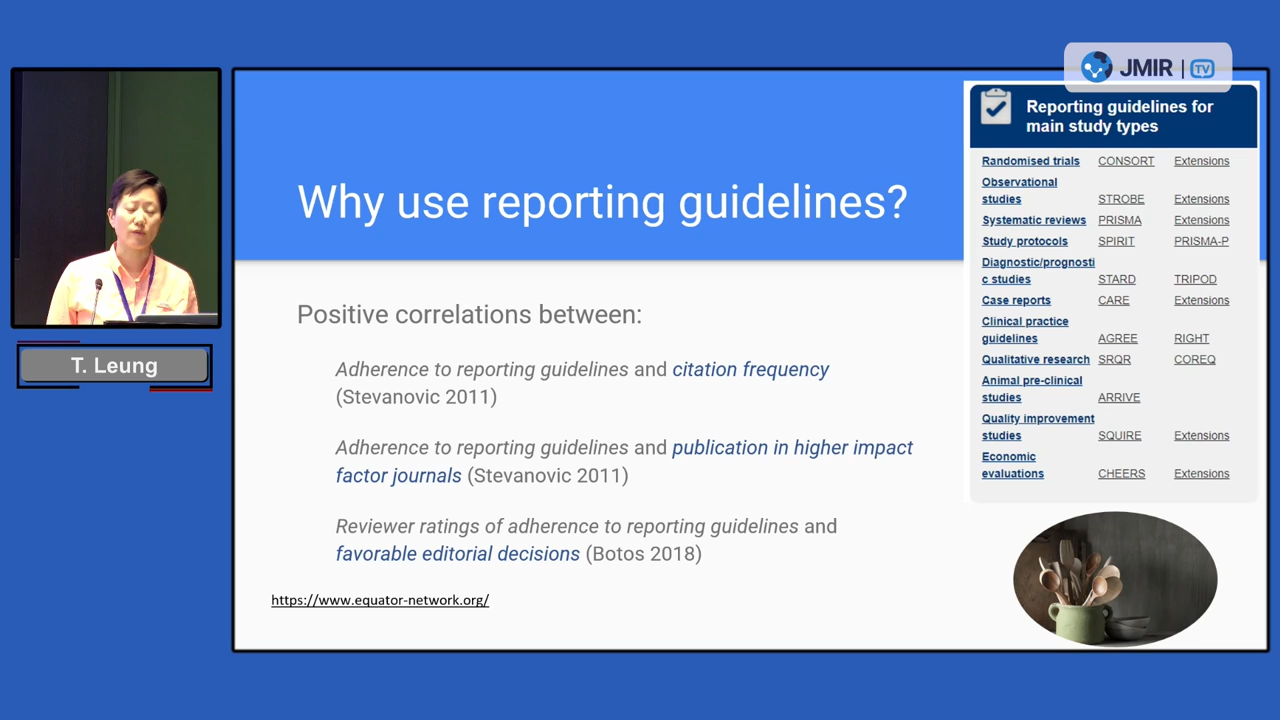 JMIR | TV
T. Leung
Why use reporting guidelines?
Positive correlations between:
Adherence to reporting guidelines and citation frequency
(Stevanovic 2011)
Adherence to reporting guidelines and publication in higher impact
factor journals (Stevanovic 2011)
Reviewer ratings of adherence to reporting guidelines and
favorable editorial decisions (Botos 2018)
https://www.equator-network.org/
Reporting guidelines for
main study types
Randomised trials CONSORT Extensions
Observational
studies STROBE Extensions
Systematic reviews PRISMA Extensions
Study protocols SPIRIT PRISMA-P
Diagnostic/prognosti
c studies STARD TRIPOD
Case reports CARE Extensions
Clinical practice
guidelines AGREE RIGHT
Qualitative research SRQR COREQ
Animal pre-clinical
studies ARRIVE
Quality improvement
studies SQUIRE Extensions
Economic
evaluations CHEERS Extensions